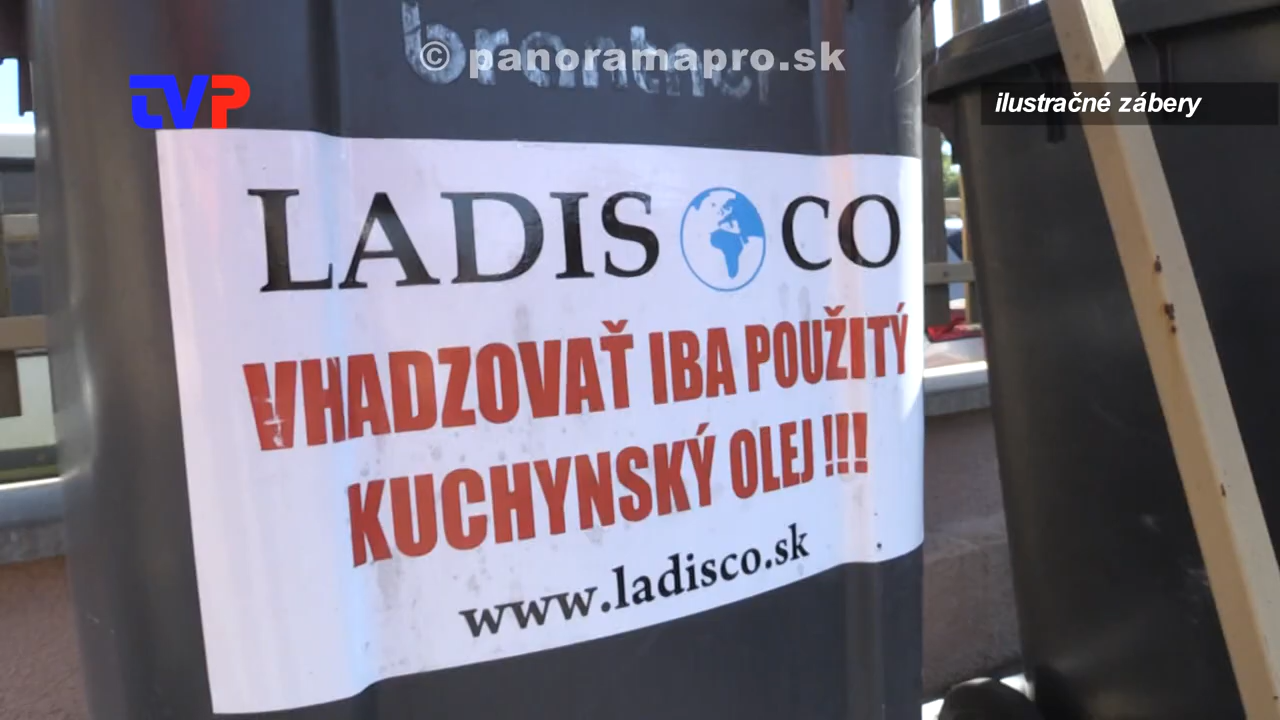 © panoramapro.sk
TVP
ilustračné zábery
LADIS CO
VHADZOVAŤ IBA POUŽITÝ
KUCHYNSKÝ OLEJ !!!
www.ladisco.sk